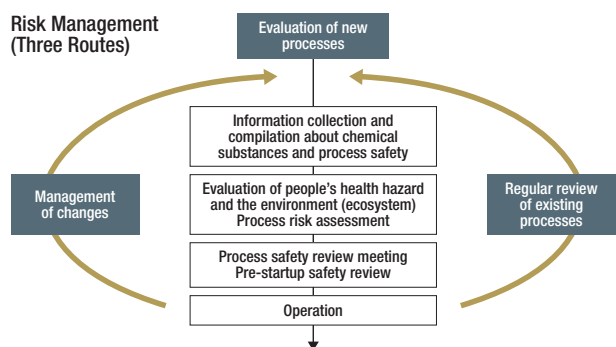 Risk Management
(Three Routes)
Evaluation of new
processes
Information collection and
compilation about chemical
substances and process safety
Management
of changes
Evaluation of people's health hazard
and the environment (ecosystem)
Process risk assessment
Regular review
of existing
processes
Process safety review meeting
Pre-startup safety review
Operation